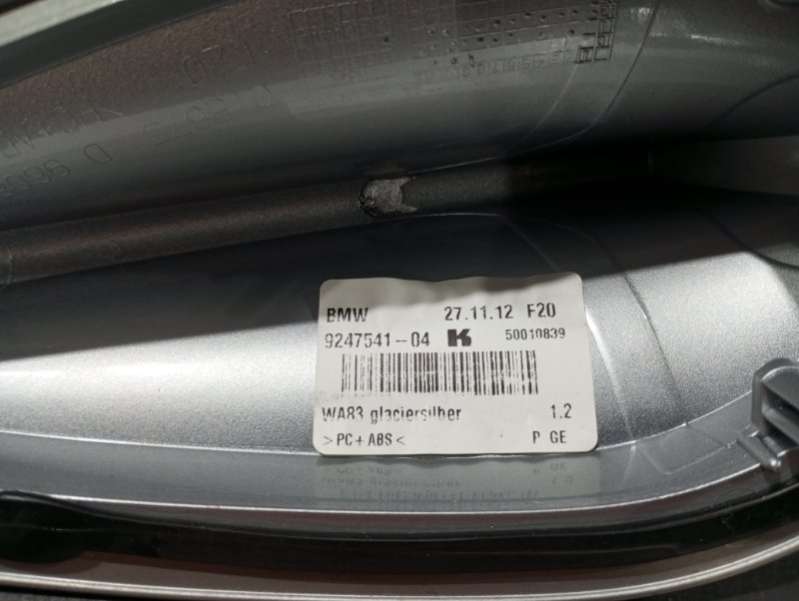 BMW 27.11.12 F20
9247541-04 K 50010839
WA83 glaciersilber 1.2
>PC+ABS< P GE